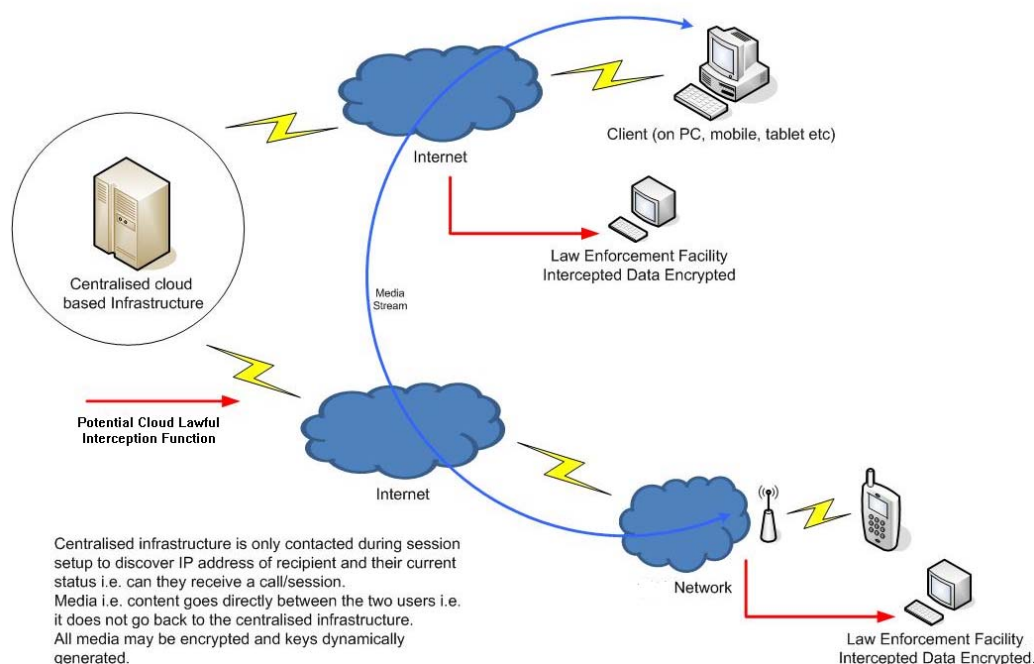 Client (on PC, mobile, tablet etc)
Internet
Law Enforcement Facility
Intercepted Data Encrypted
Centralised cloud
based Infrastructure
Media
Stream
Potential Cloud Lawful
Interception Function
Internet
Network
Centralised infrastructure is only contacted during session
setup to discover IP address of recipient and their current
status i.e. can they receive a call/session.
Media i.e. content goes directly between the two users i.e.
it does not go back to the centralised infrastructure.
All media may be encrypted and keys dynamically
generated.
Law Enforcement Facility
Intercepted Data Encrypted.